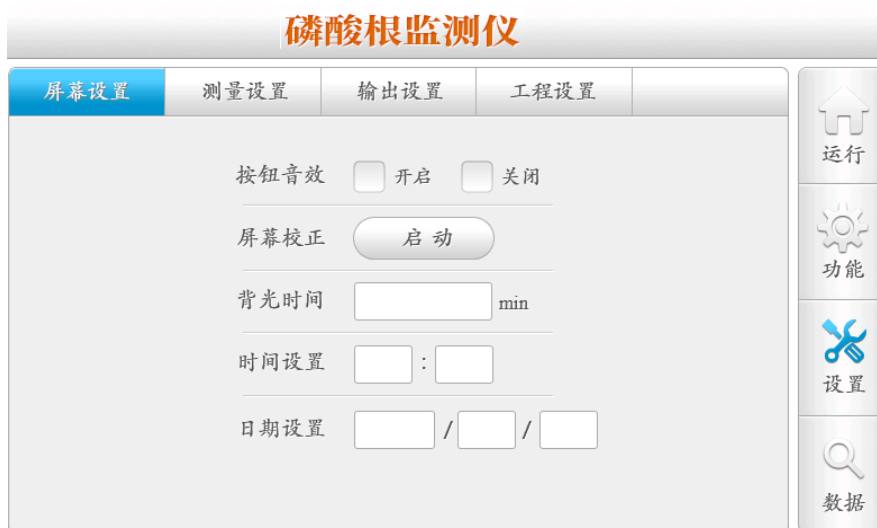 磷酸根监测仪
屏幕设置 测量设置 输出设置 工程设置
按钮音效 开启 关闭
屏幕校正 启动
背光时间 min
时间设置 :
日期设置 / /
运行
功能
设置
数据